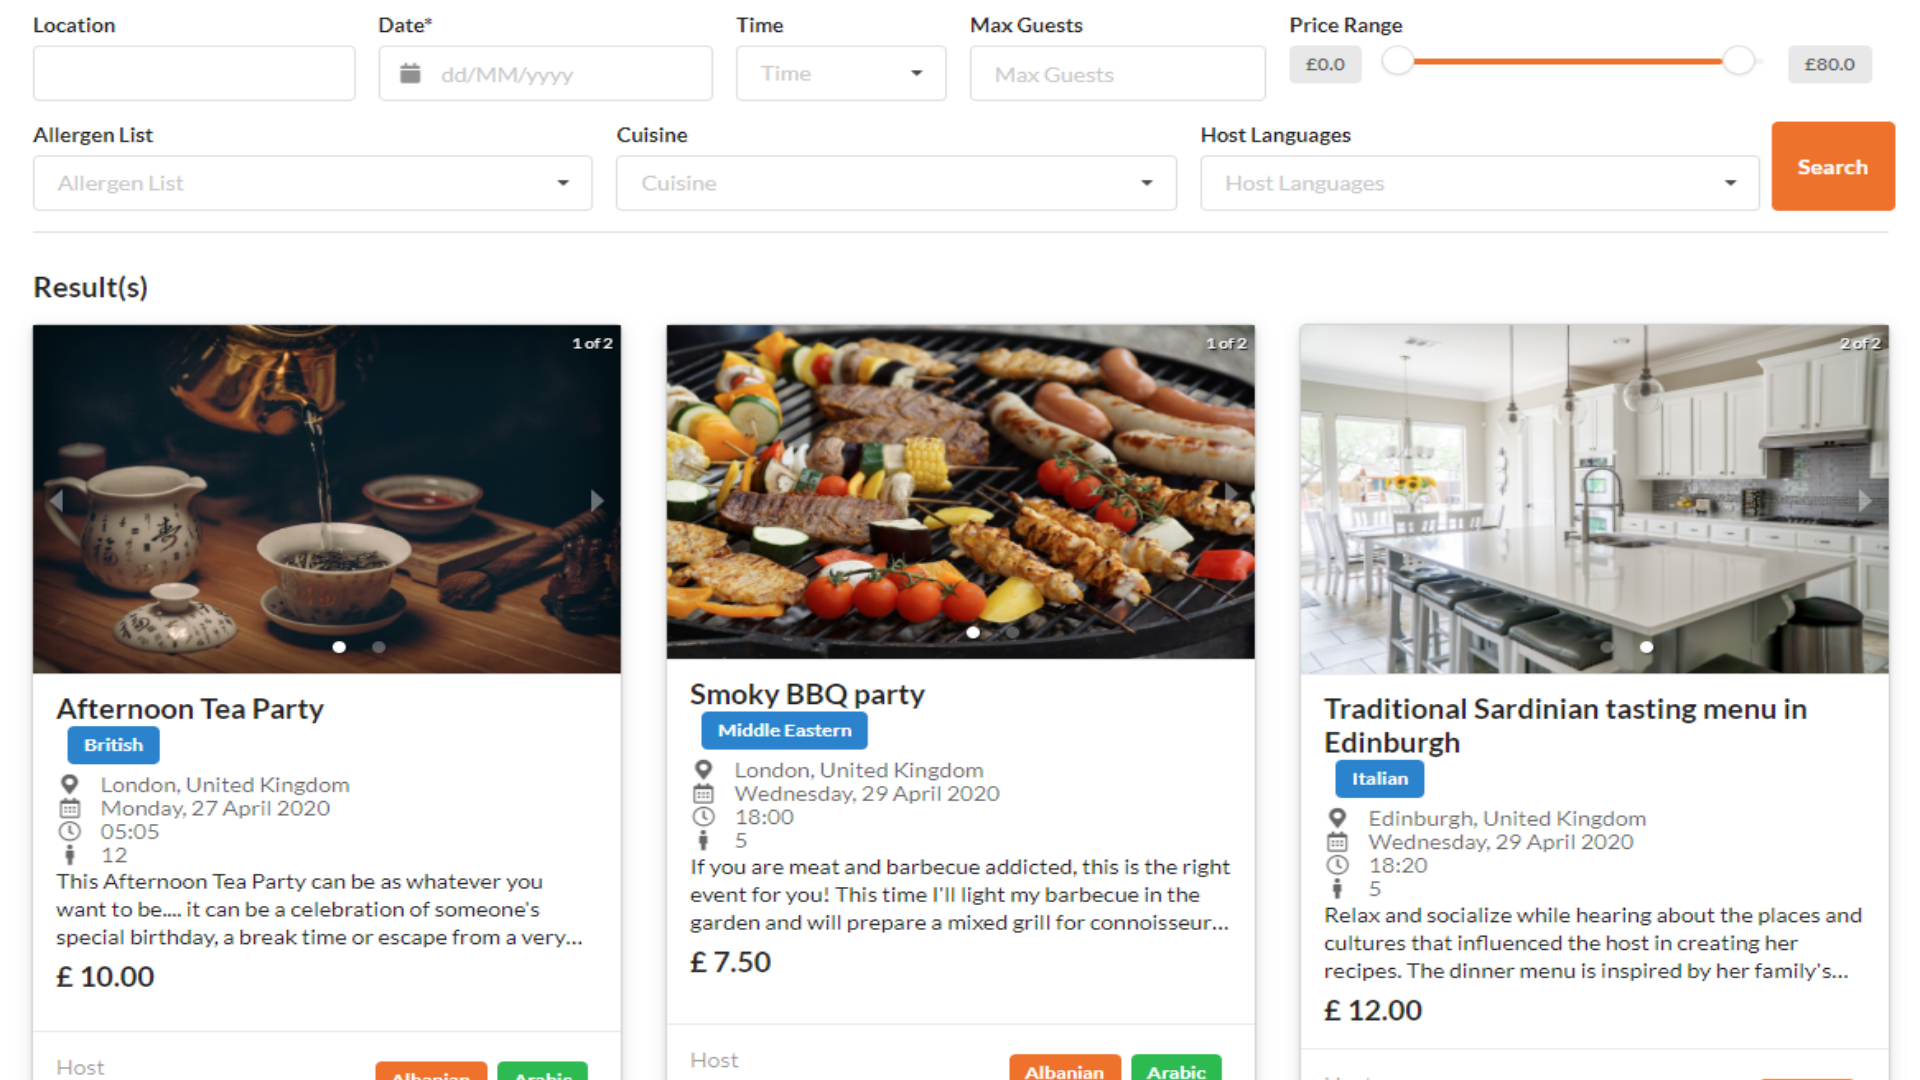 Location
Date*
Time
Max Guests
Price Range
dd/MM/yyyy
Time
Max Guests
£0.0
£80.0
Allergen List
Cuisine
Host Languages
Allergen List
Cuisine
Host Languages
Search
Result(s)
1 of 2
Afternoon Tea Party
British
London, United Kingdom
Monday, 27 April 2020
05:05
12
This Afternoon Tea Party can be as whatever you
want to be.... it can be a celebration of someone's
special birthday, a break time or escape from a very...
£ 10.00
Host
Albanian
Arabic
1 of 2
Smoky BBQ party
Middle Eastern
London, United Kingdom
Wednesday, 29 April 2020
18:00
5
If you are meat and barbecue addicted, this is the right
event for you! This time I'll light my barbecue in the
garden and will prepare a mixed grill for connoisseur...
£ 7.50
Host
Albanian
Arabic
2 of 2
Traditional Sardinian tasting menu in
Edinburgh
Italian
Edinburgh, United Kingdom
Wednesday, 29 April 2020
18:20
5
Relax and socialize while hearing about the places and
cultures that influenced the host in creating her
recipes. The dinner menu is inspired by her family's...
£ 12.00